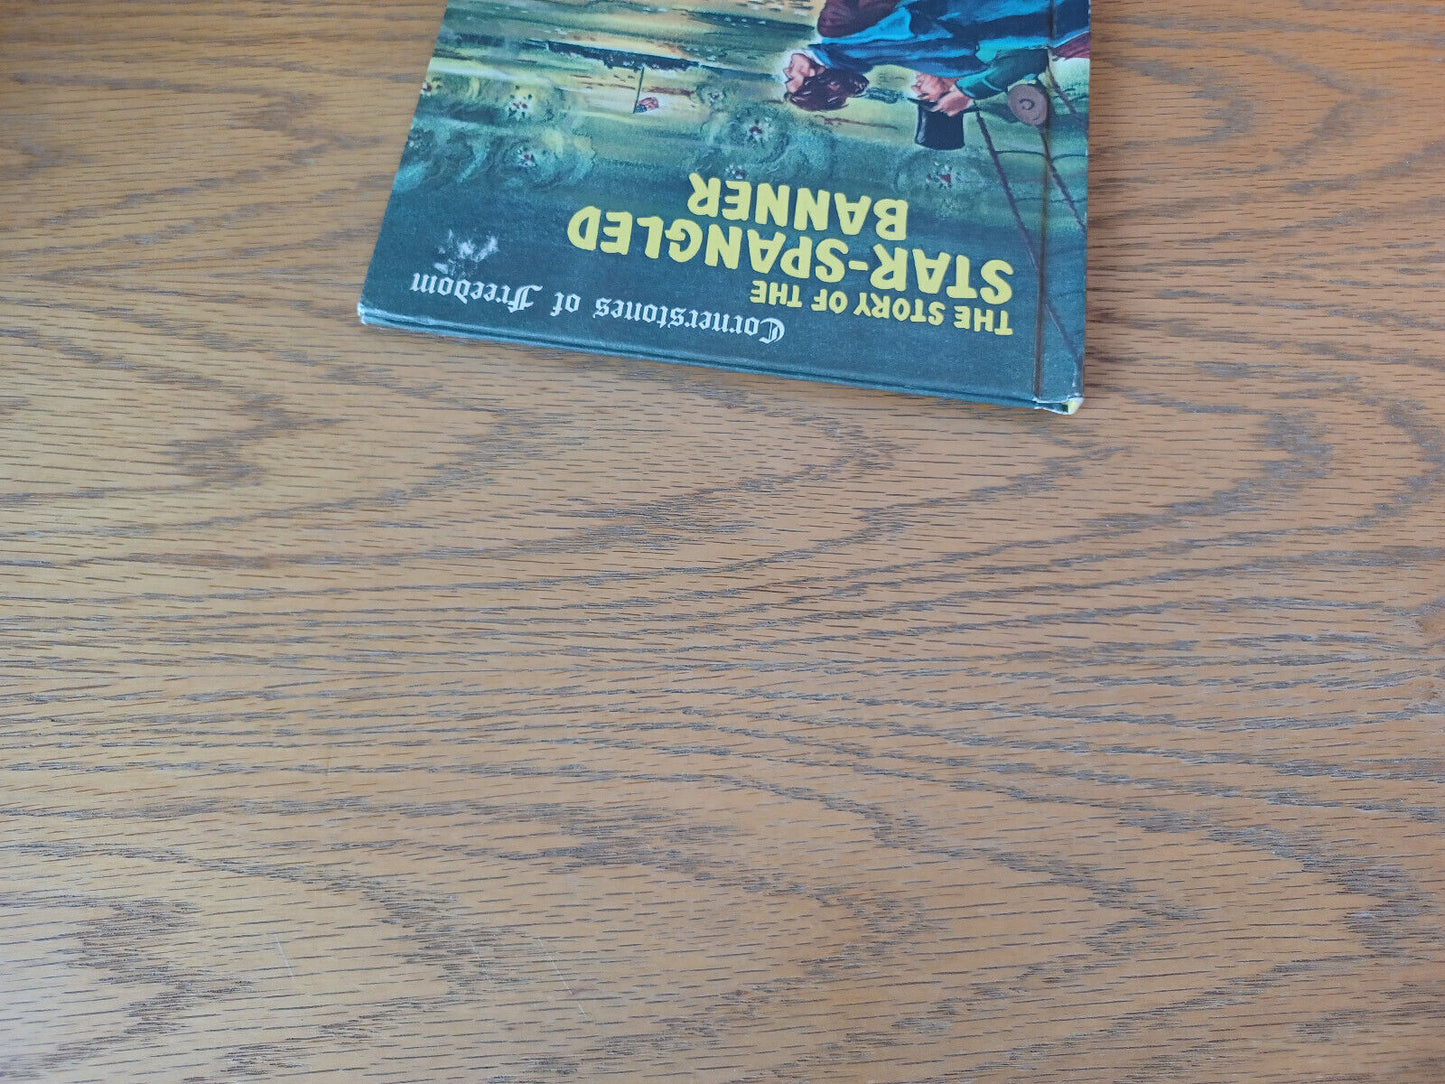 Cornerstones of Freedom
THE STORY OF THE
STAR-SPANGLED
BANNER